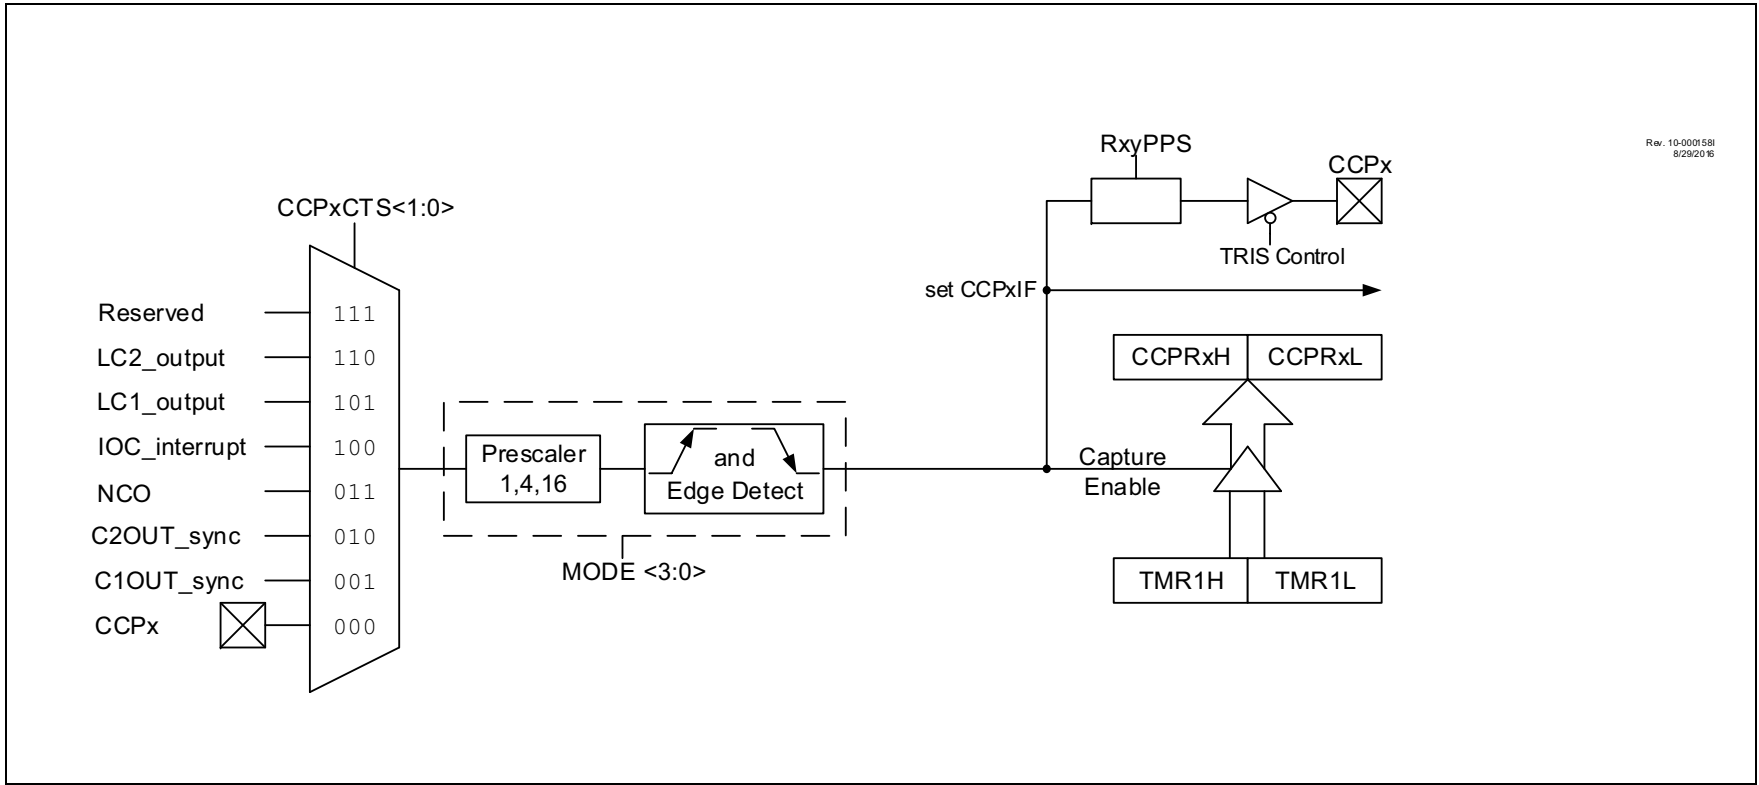 RxyPPS
Rev. 10-000158I
8/29/2016
CCPx
CCPxCTS<1:0>
TRIS Control
set CCPxIF
Reserved
111
LC2_output
110
CCPRxH
CCPRxL
LC1_output
101
IOC_interrupt
100
Prescaler
1,4,16
and
Edge Detect
Capture
Enable
NCO
011
C2OUT_sync
010
MODE <3:0>
C1OUT_sync
001
TMR1H
TMR1L
CCPx
000